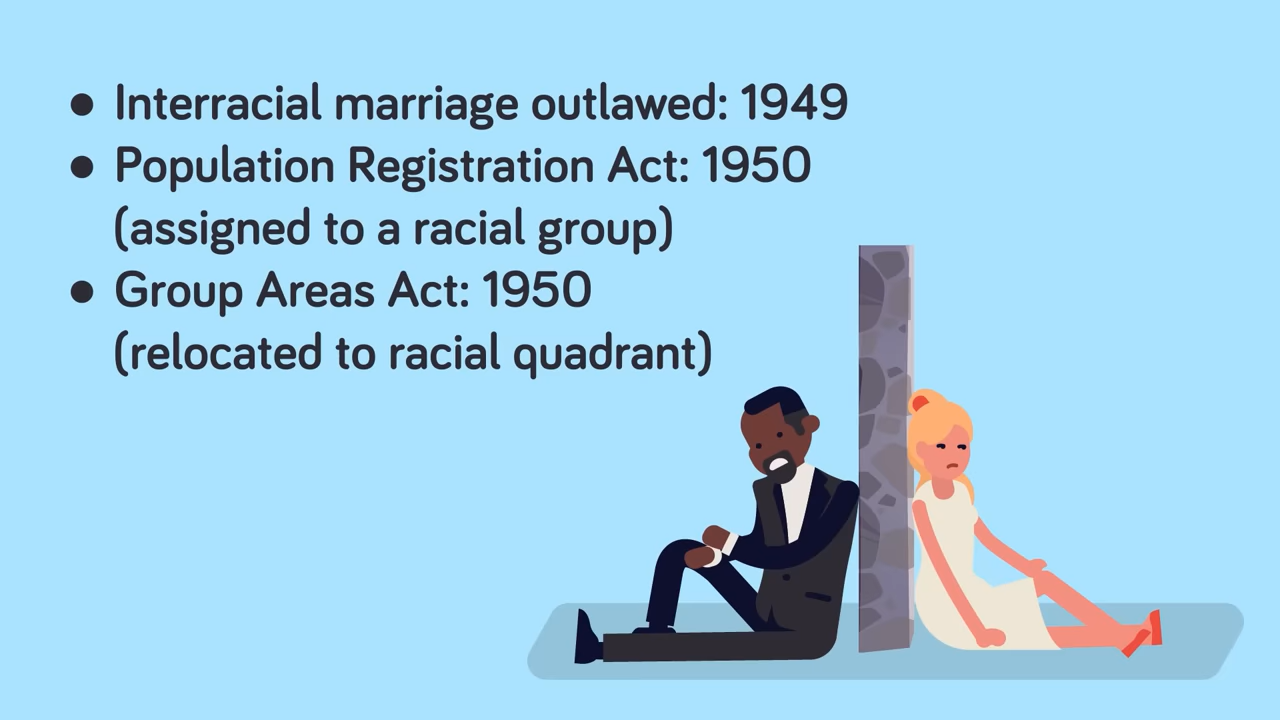 ● Interracial marriage outlawed: 1949
● Population Registration Act: 1950
(assigned to a racial group)
● Group Areas Act: 1950
(relocated to racial quadrant)